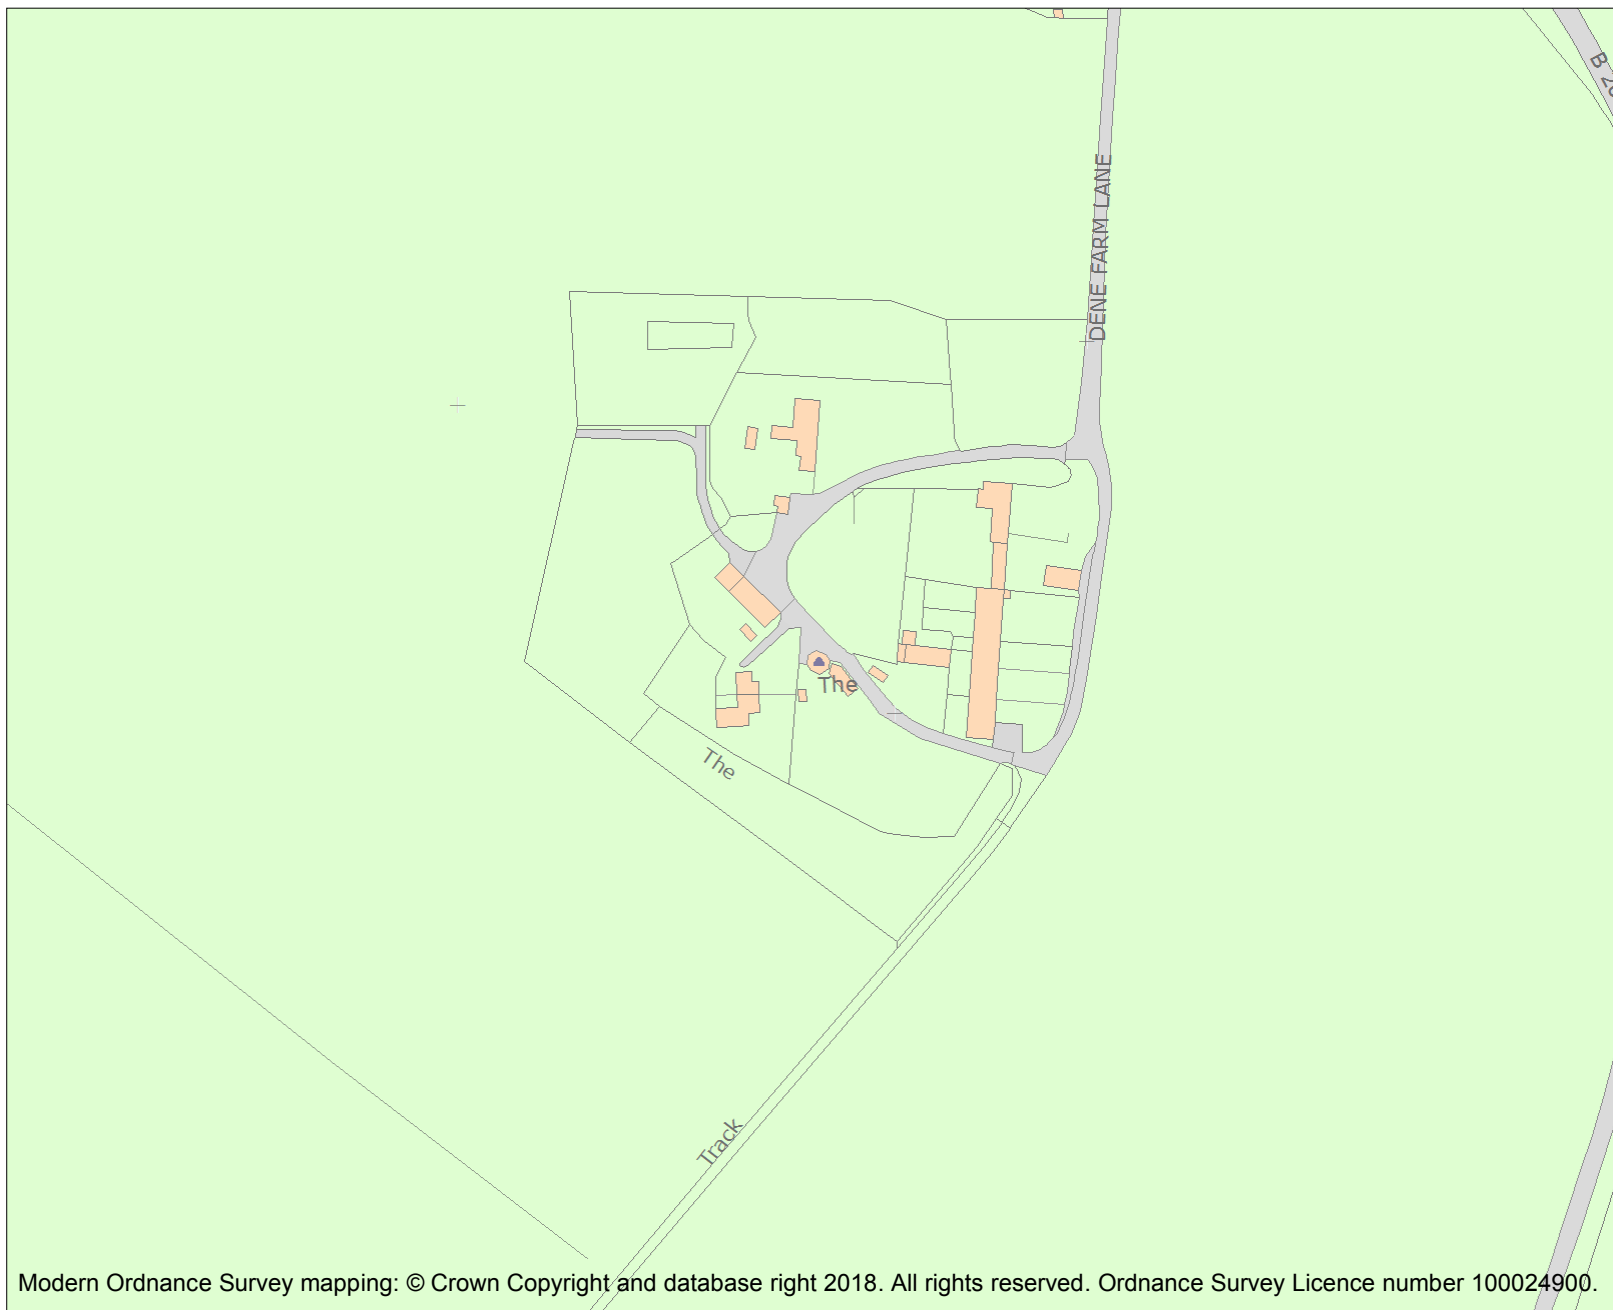 B 
DENE FARM LANE
The
The
Track
Modern Ordnance Survey mapping: © Crown Copyright and database right 2018. All rights reserved. Ordnance Survey Licence number 100024900.